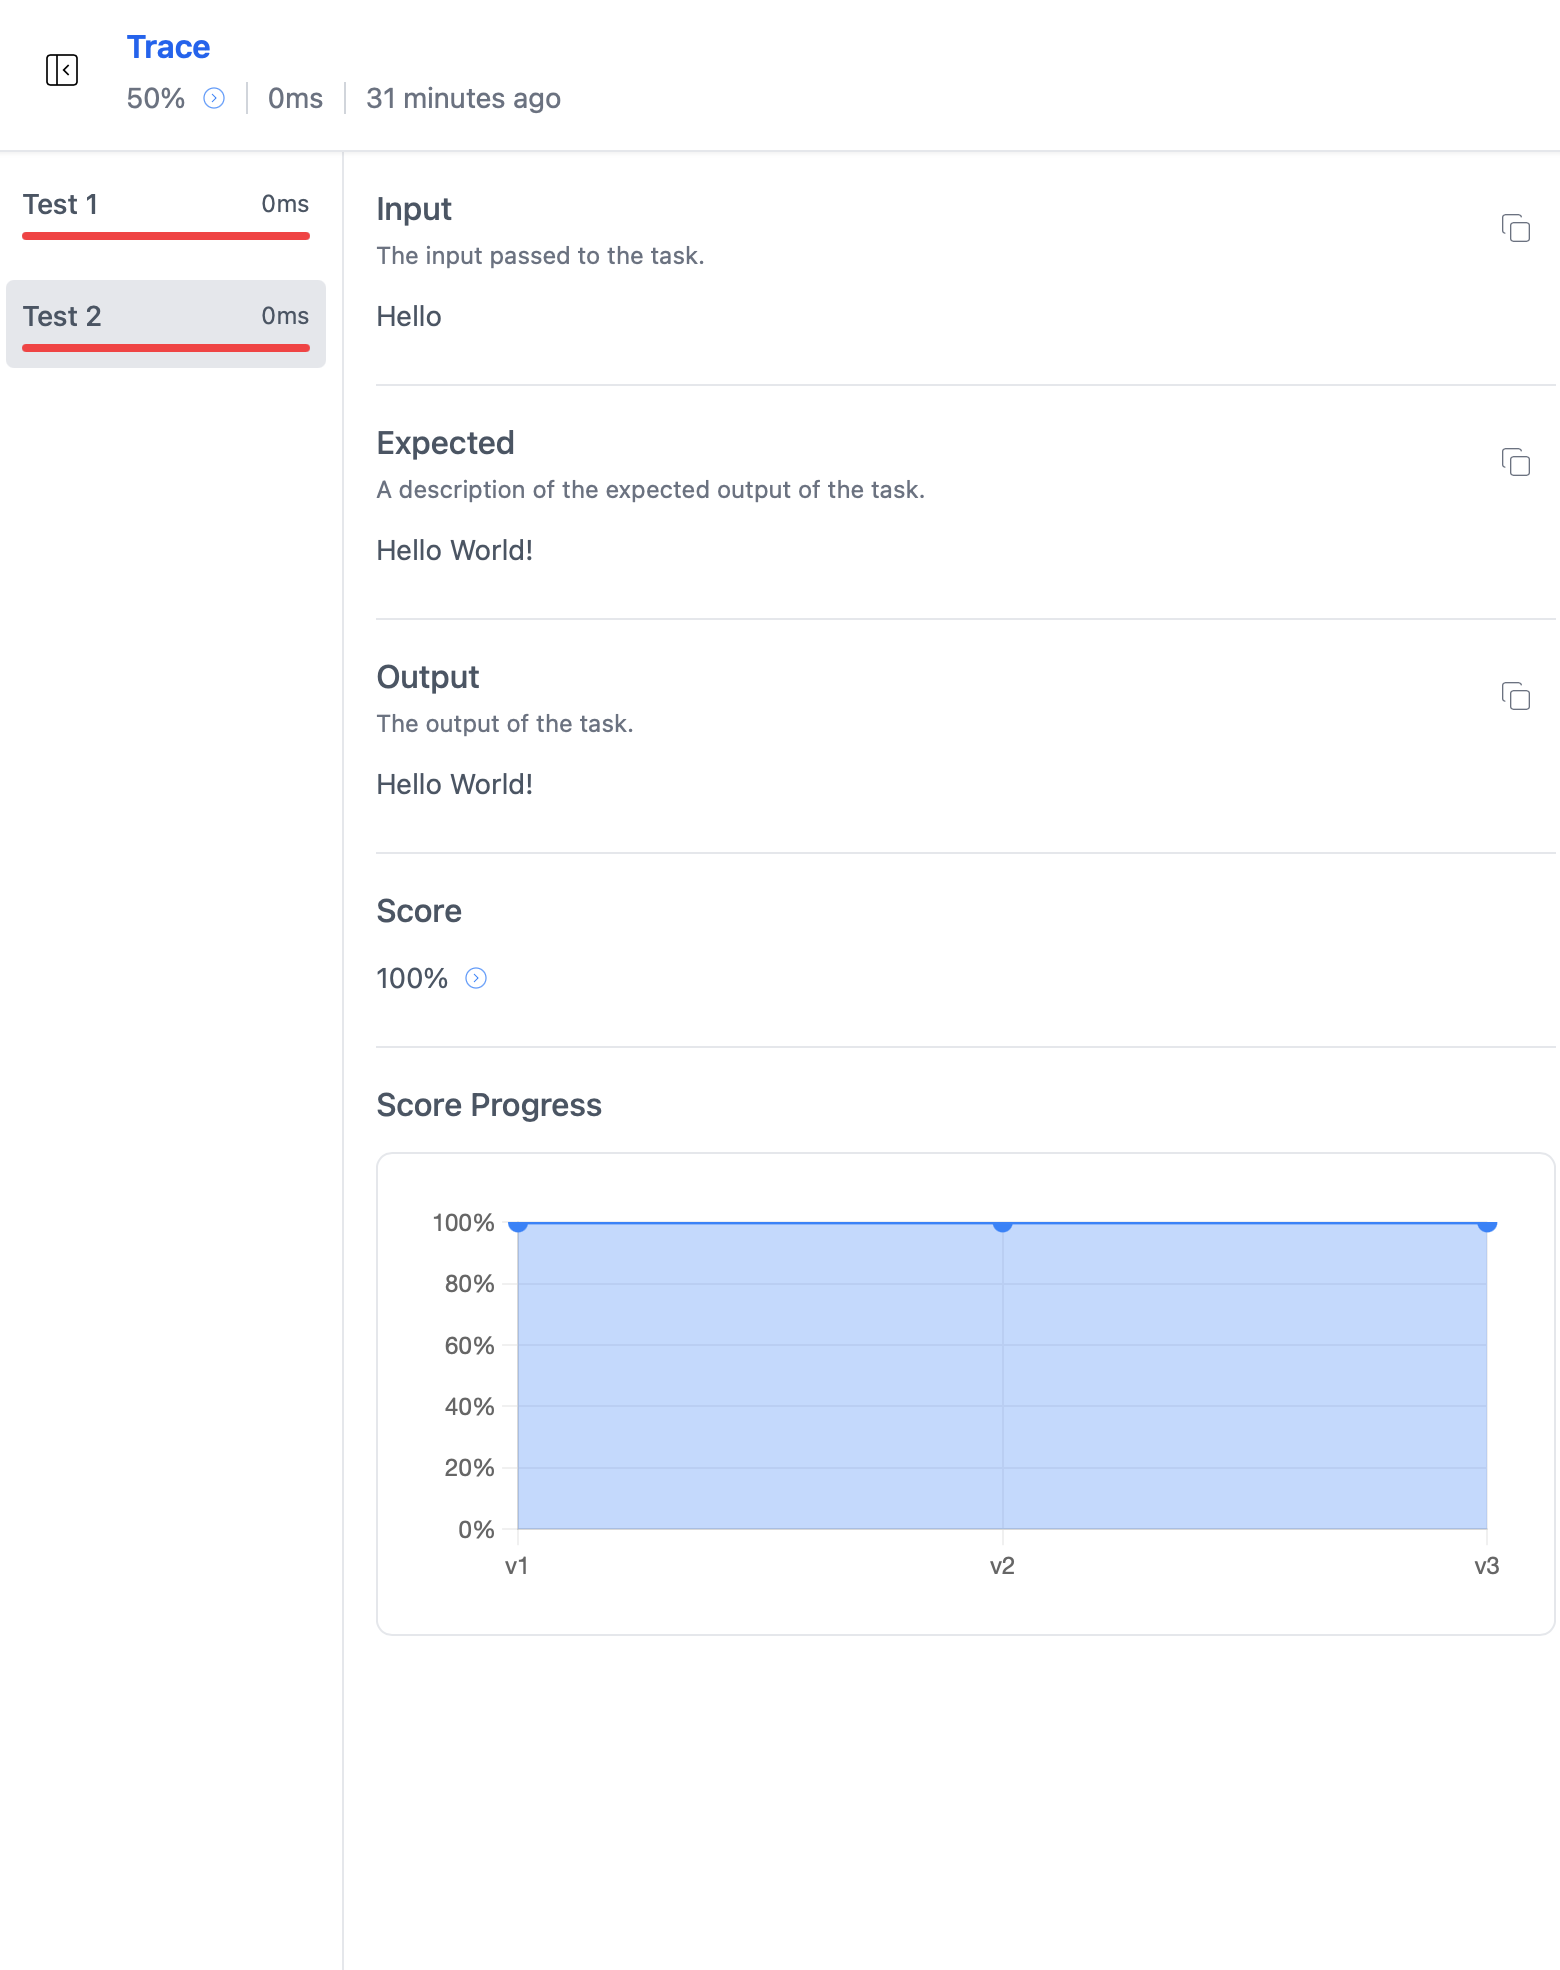 Trace
50% 0ms 31 minutes ago
Test 1 0ms
Test 2 0ms
Input
The input passed to the task.
Hello
Expected
A description of the expected output of the task.
Hello World!
Output
The output of the task.
Hello World!
Score
100%
Score Progress
100%
80%
60%
40%
20%
0%
v1 v2 v3